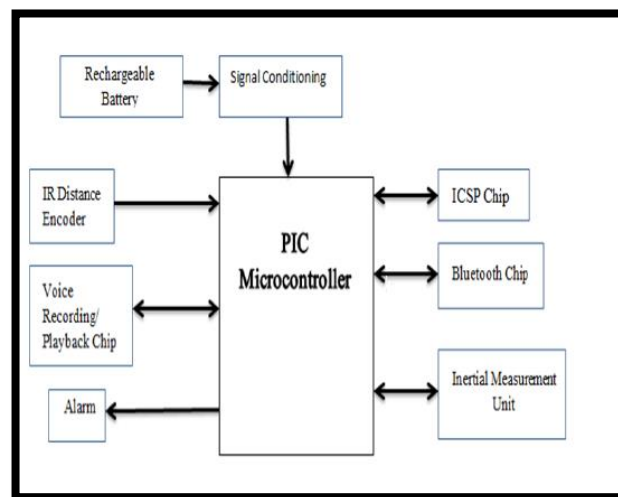 Rechargeable
Battery
Signal Conditioning
IR Distance
Encoder
PIC
Microcontroller
ICSP Chip
Voice
Recording/
Playback Chip
Bluetooth Chip
Alarm
Inertial Measurement
Unit